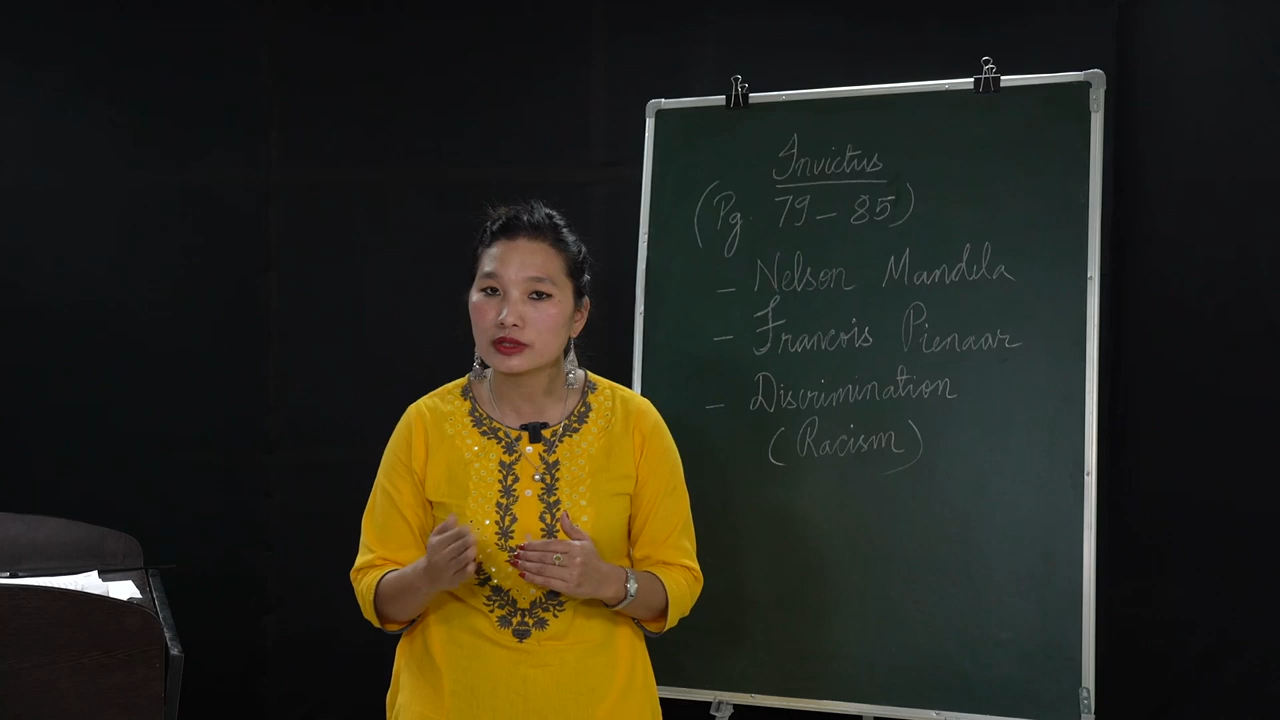 Invictus
(Pg. 79 – 85)
– Nelson Mandela
– Francois Pienaar
– Discrimination
(Racism)